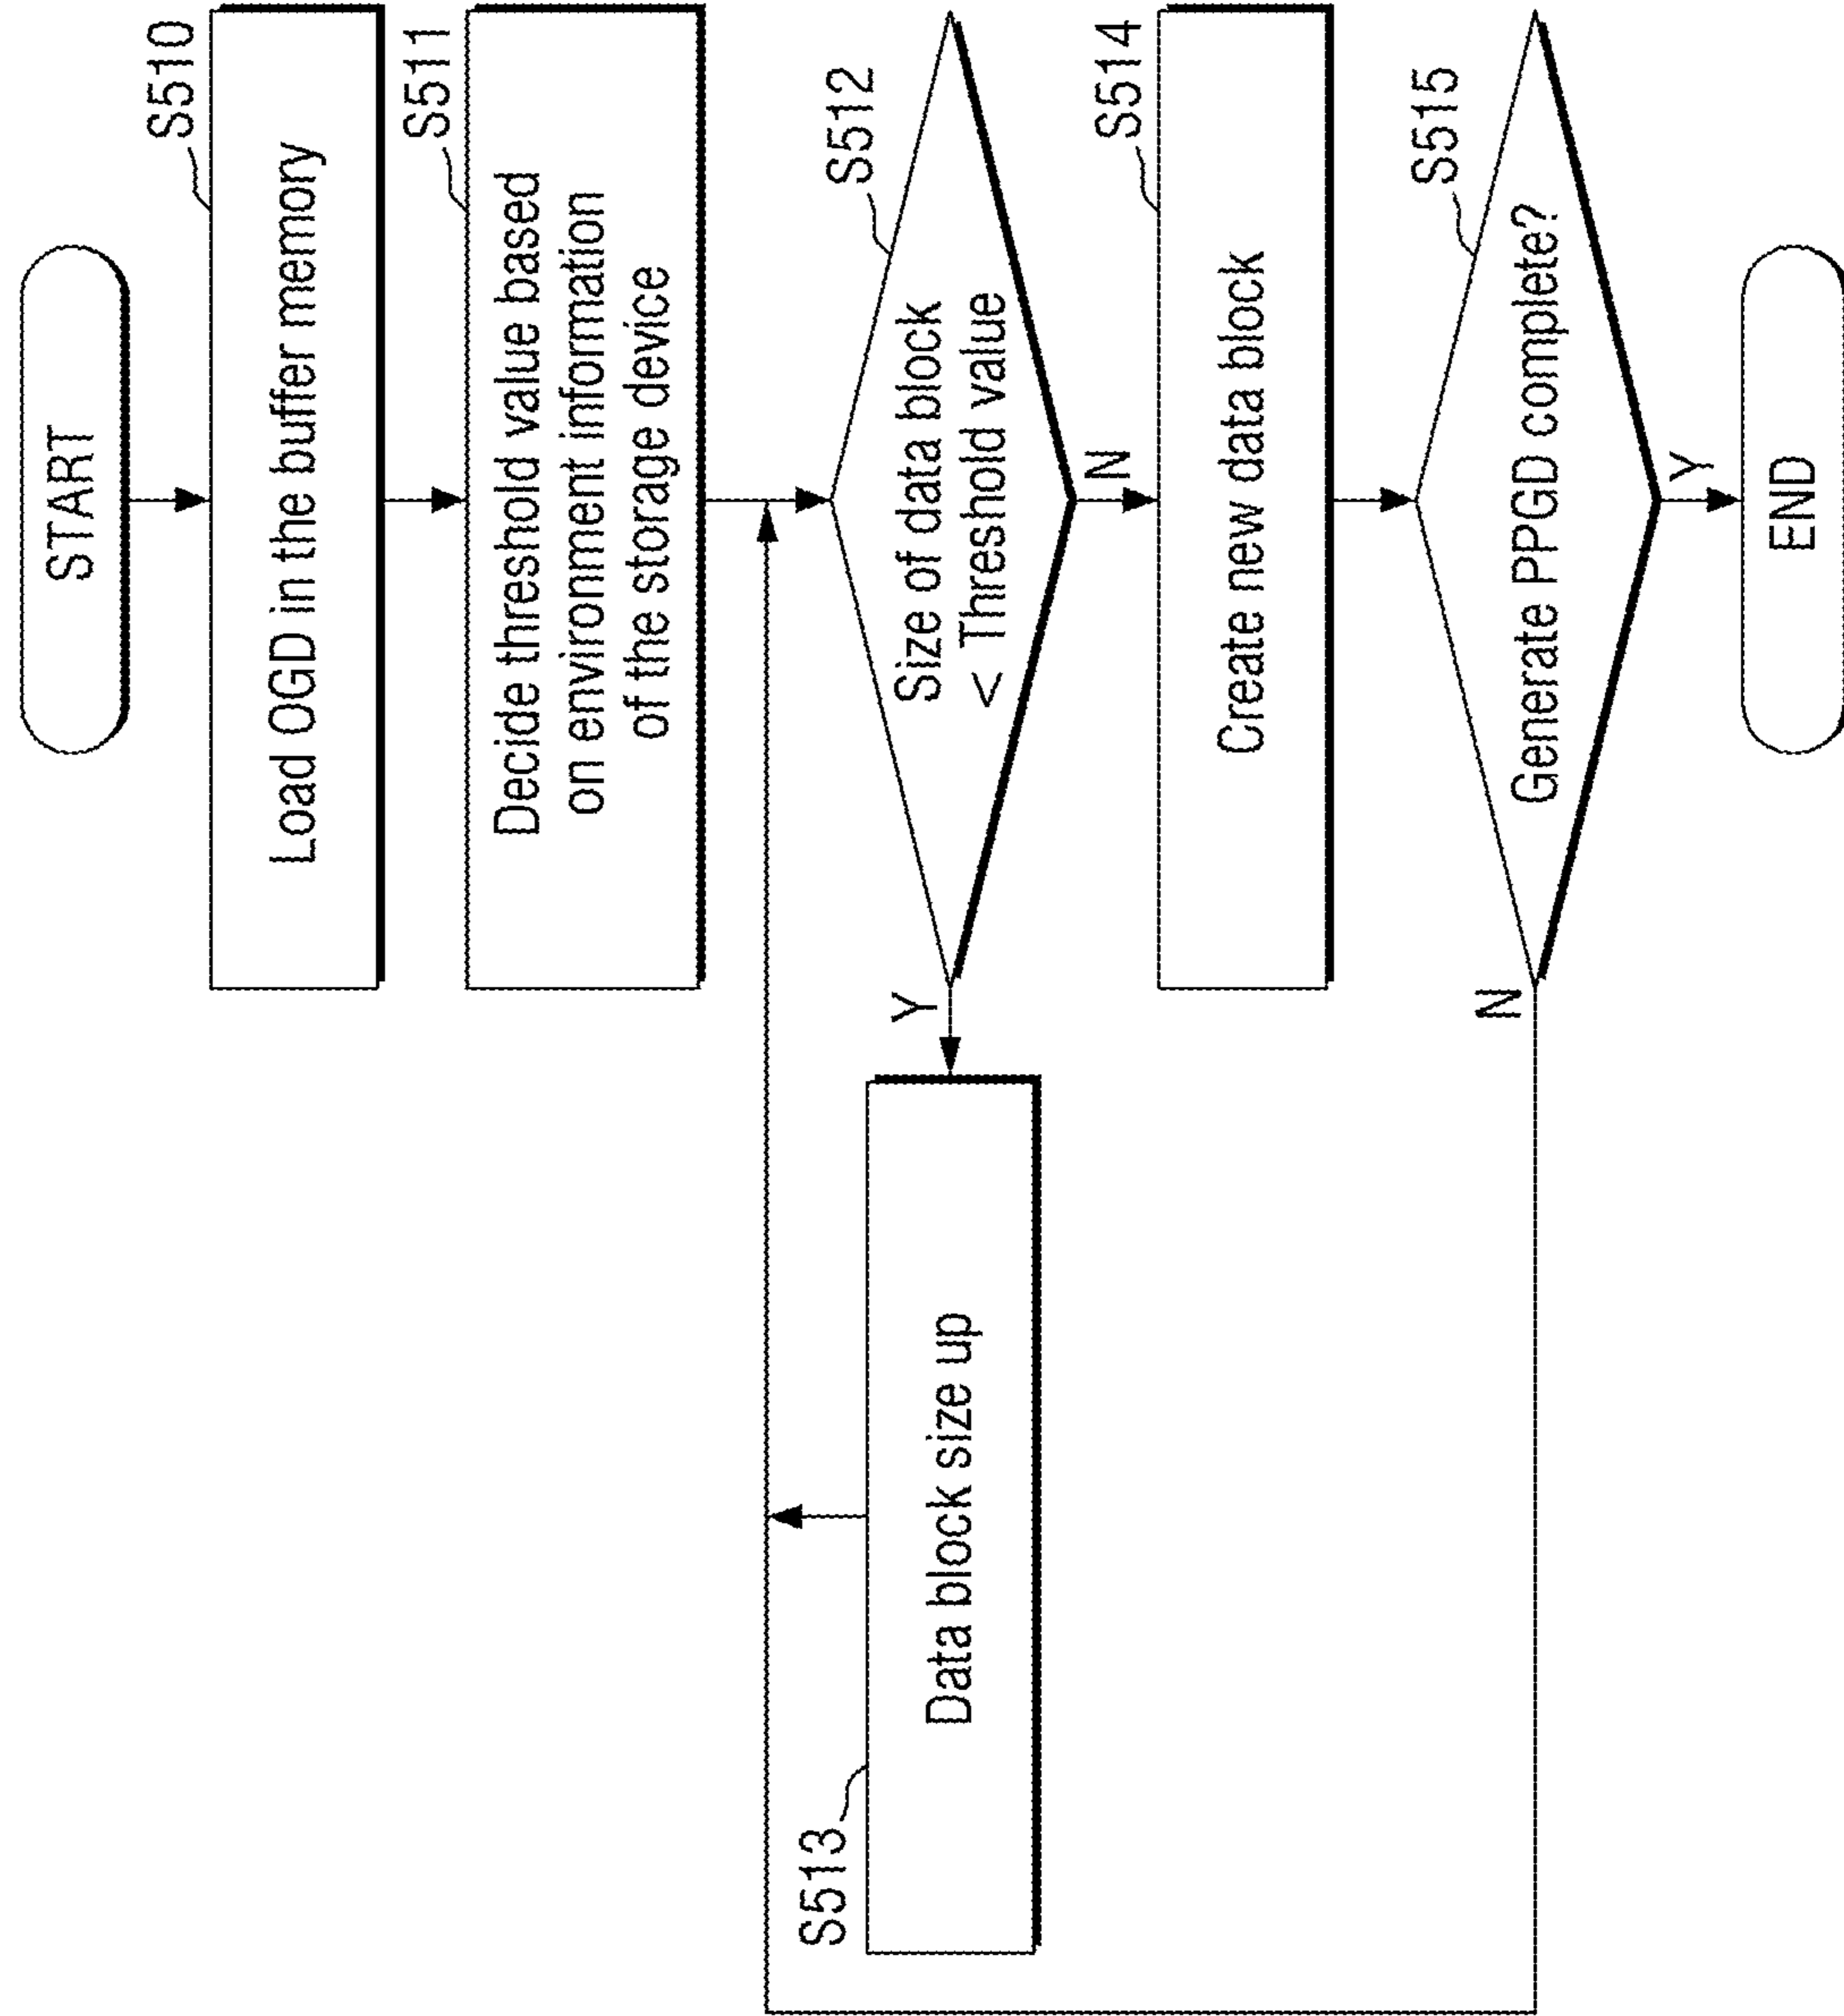 START
S510
Load OGD in the buffer memory
S511
Decide threshold value based
on environment information
of the storage device
S512
Size of data block
< Threshold value
Y
N
S513
Data block size up
S514
Create new data block
S515
Generate PPGD complete?
N
Y
END